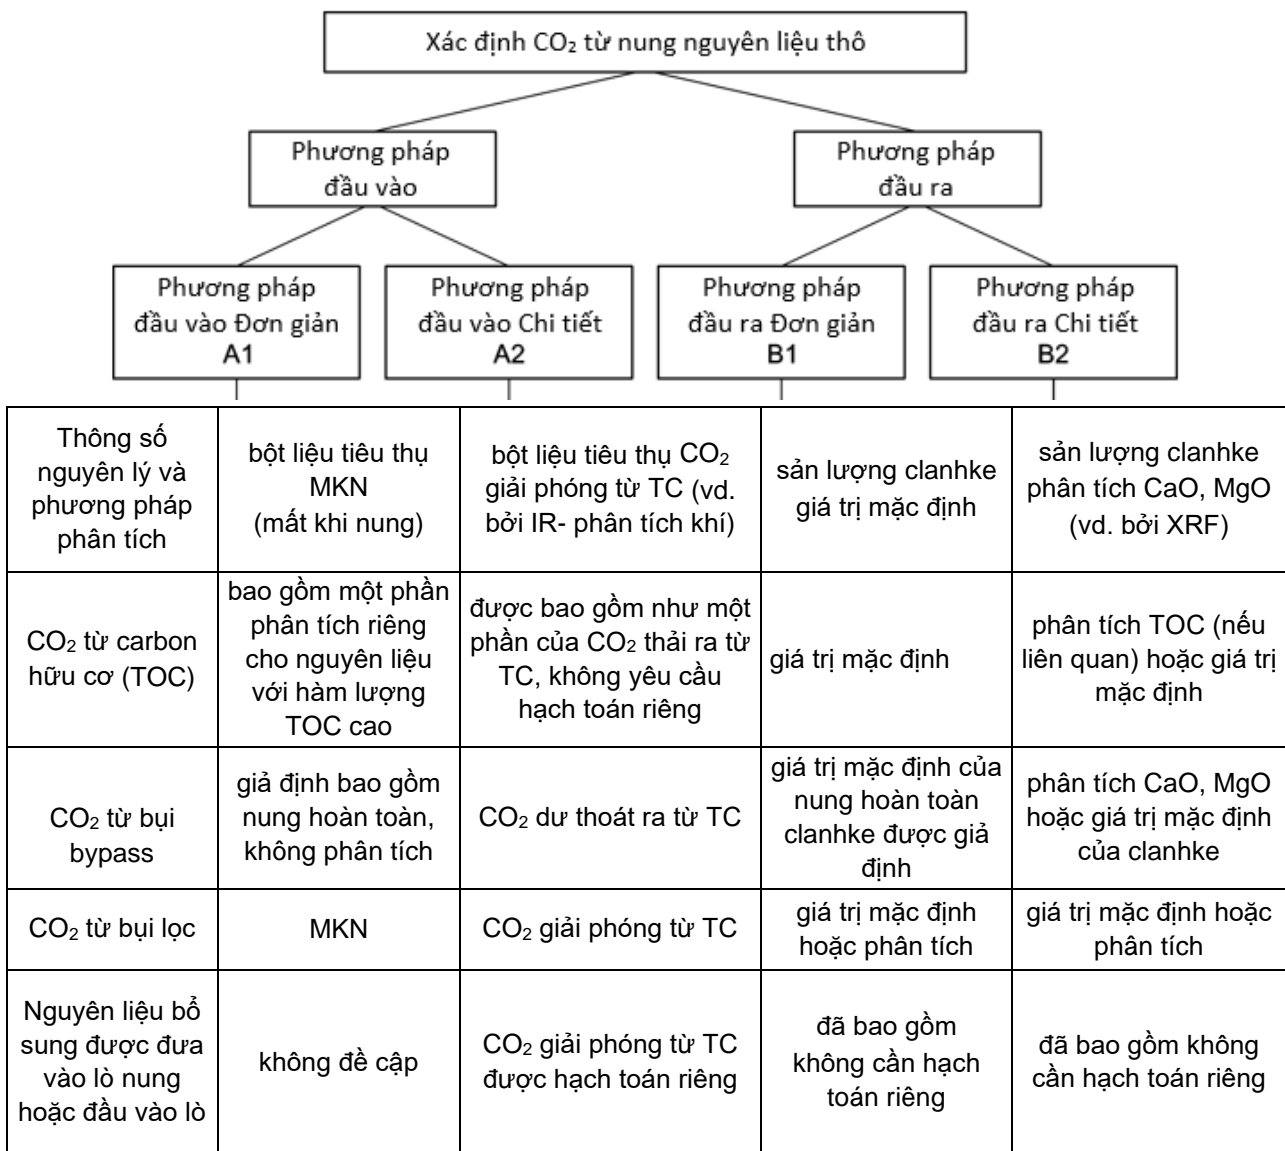 Xác định CO₂ từ nung nguyên liệu thô
Phương pháp
đầu vào
Phương pháp
đầu ra
Phương pháp
đầu vào Đơn giản
A1
Phương pháp
đầu vào Chi tiết
A2
Phương pháp
đầu ra Đơn giản
B1
Phương pháp
đầu ra Chi tiết
B2
Thông số
nguyên lý và
phương pháp
phân tích
bột liệu tiêu thụ
MKN
(mất khi nung)
bột liệu tiêu thụ CO₂
giải phóng từ TC (vd.
bởi IR- phân tích khí)
sản lượng clanhke
giá trị mặc định
sản lượng clanhke
phân tích CaO, MgO
(vd. bởi XRF)
CO₂ từ carbon
hữu cơ (TOC)
bao gồm một phần
phân tích riêng
cho nguyên liệu
với hàm lượng
TOC cao
được bao gồm như một
phần của CO₂ thải ra từ
TC, không yêu cầu
hạch toán riêng
giá trị mặc định
phân tích TOC (nếu
liên quan) hoặc giá trị
mặc định
CO₂ từ bụi
bypass
giả định bao gồm
nung hoàn toàn,
không phân tích
CO₂ dư thoát ra từ TC
giá trị mặc định của
nung hoàn toàn
clanhke được giả
định
phân tích CaO, MgO
hoặc giá trị mặc định
của clanhke
CO₂ từ bụi lọc
MKN
CO₂ giải phóng từ TC
giá trị mặc định
hoặc phân tích
giá trị mặc định hoặc
phân tích
Nguyên liệu bổ
sung được đưa
vào lò nung
hoặc đầu vào lò
không đề cập
CO₂ giải phóng từ TC
được hạch toán riêng
đã bao gồm
không cần hạch
toán riêng
đã bao gồm không
cần hạch toán riêng